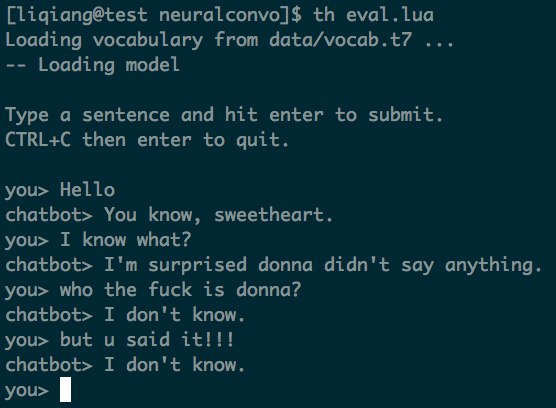 [liqiang@test neuralconvo]$ th eval.lua
Loading vocabulary from data/vocab.t7 ...
-- Loading model
Type a sentence and hit enter to submit.
CTRL+C then enter to quit.
you> Hello
chatbot> You know, sweetheart.
you> I know what?
chatbot> I'm surprised donna didn't say anything.
you> who the fuck is donna?
chatbot> I don't know.
you> but u said it!!!
chatbot> I don't know.
you>